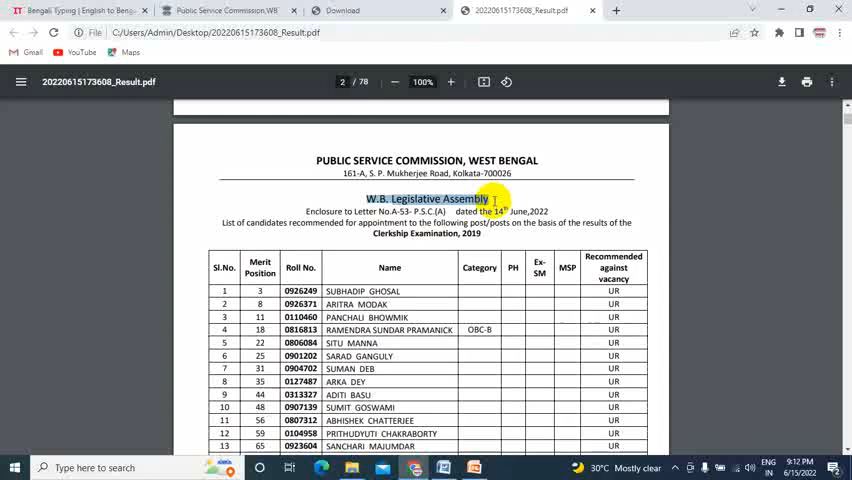 Bengali Typing | English to Beng
Public Service Commission,WB
Download
20220615173608_Result.pdf
File | C:/Users/Admin/Desktop/20220615173608_Result.pdf
Gmail YouTube Maps
20220615173608_Result.pdf 2 / 78 100%
PUBLIC SERVICE COMMISSION, WEST BENGAL
161-A, S. P. Mukherjee Road, Kolkata-700026
W.B. Legislative Assembly
Enclosure to Letter No.A-53- P.S.C.(A) dated the 14th June,2022
List of candidates recommended for appointment to the following post/posts on the basis of the results of the
Clerkship Examination, 2019
Sl.No. Merit Position Roll No. Name Category PH Ex-SM MSP Recommended against vacancy
1 3 0926249 SUBHADIP GHOSAL UR
2 8 0926371 ARITRA MODAK UR
3 11 0110460 PANCHALI BHOWMIK UR
4 18 0816813 RAMENDRA SUNDAR PRAMANICK OBC-B UR
5 22 0806084 SITU MANNA UR
6 25 0901202 SARAD GANGULY UR
7 31 0904702 SUMAN DEB UR
8 35 0127487 ARKA DEY UR
9 44 0313327 ADITI BASU UR
10 48 0907139 SUMIT GOSWAMI UR
11 56 0807312 ABHISHEK CHATTERJEE UR
12 59 0104958 PRITHUDYUTI CHAKRABORTY UR
13 65 0923604 SANCHARI MAJUMDAR UR
Type here to search
30°C Mostly clear
ENG
IN
9:12 PM
6/15/2022
2